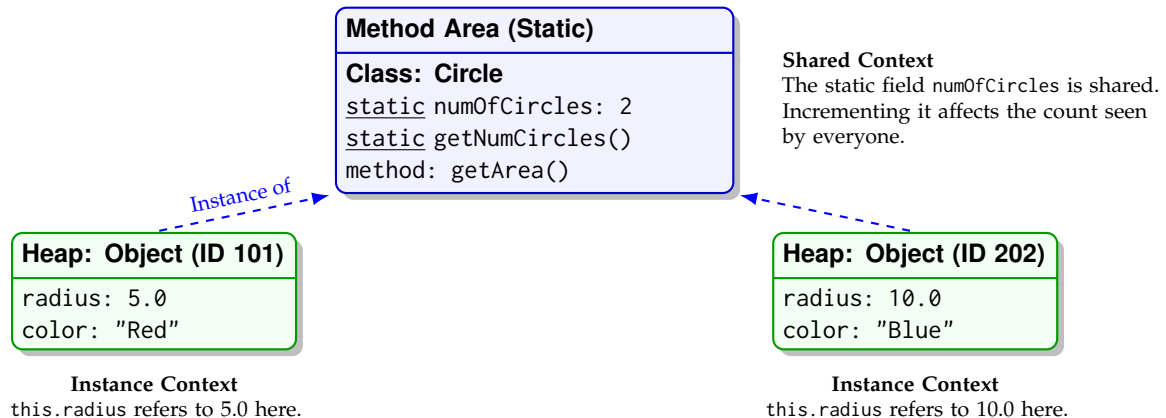 Method Area (Static)
Class: Circle
static numOfCircles: 2
static getNumCircles()
method: getArea()
Shared Context
The static field numOfCircles is shared.
Incrementing it affects the count seen
by everyone.
Instance of
Heap: Object (ID 101)
radius: 5.0
color: "Red"
Instance Context
this.radius refers to 5.0 here.
Heap: Object (ID 202)
radius: 10.0
color: "Blue"
Instance Context
this.radius refers to 10.0 here.